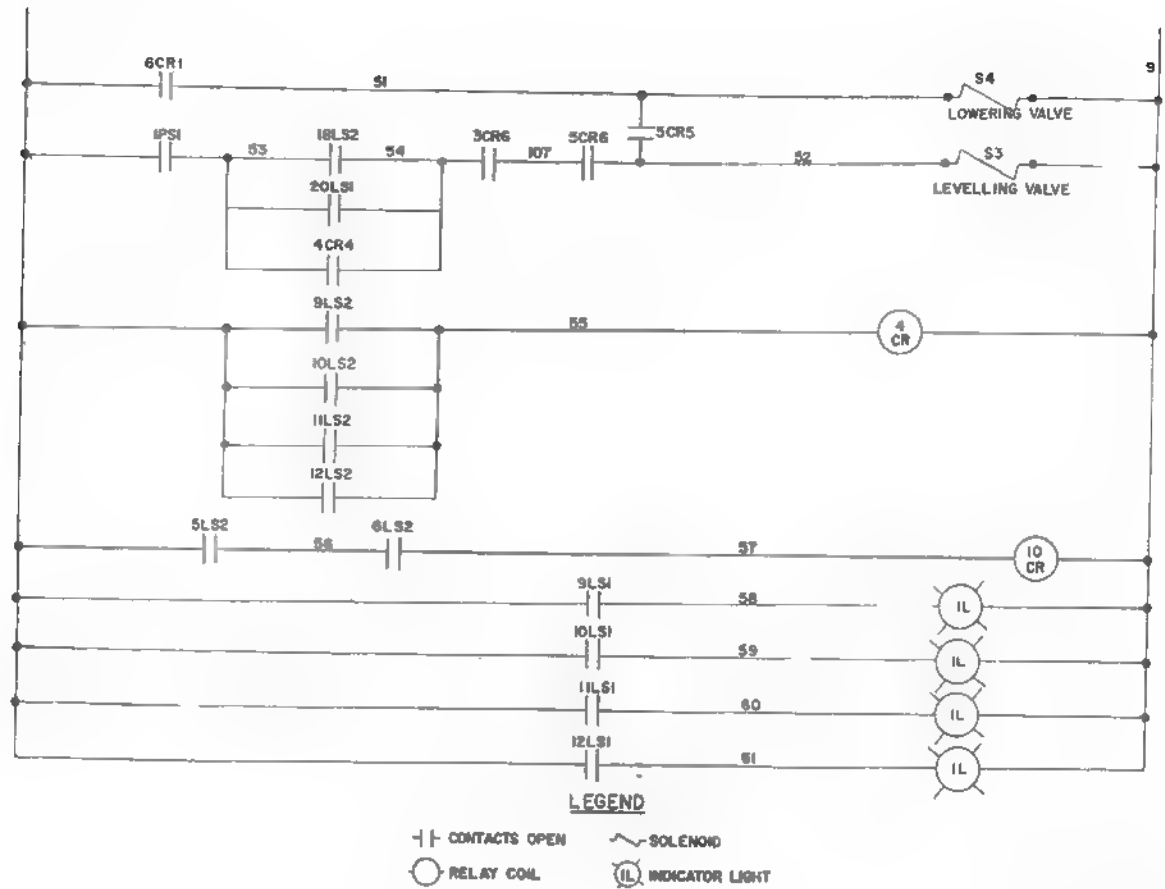 6CR1
51
9
S4
LOWERING VALVE
1PS1
53
18LS2
54
3CR6
107
5CR6
5CR5
52
S3
LEVELLING VALVE
20LS1
4CR4
9LS2
55
4
CR
10LS2
11LS2
12LS2
5LS2
56
6LS2
57
10
CR
9LS1
58
IL
10LS1
59
IL
11LS1
60
IL
12LS1
61
IL
LEGEND
CONTACTS OPEN
SOLENOID
RELAY COIL
IL INDICATOR LIGHT